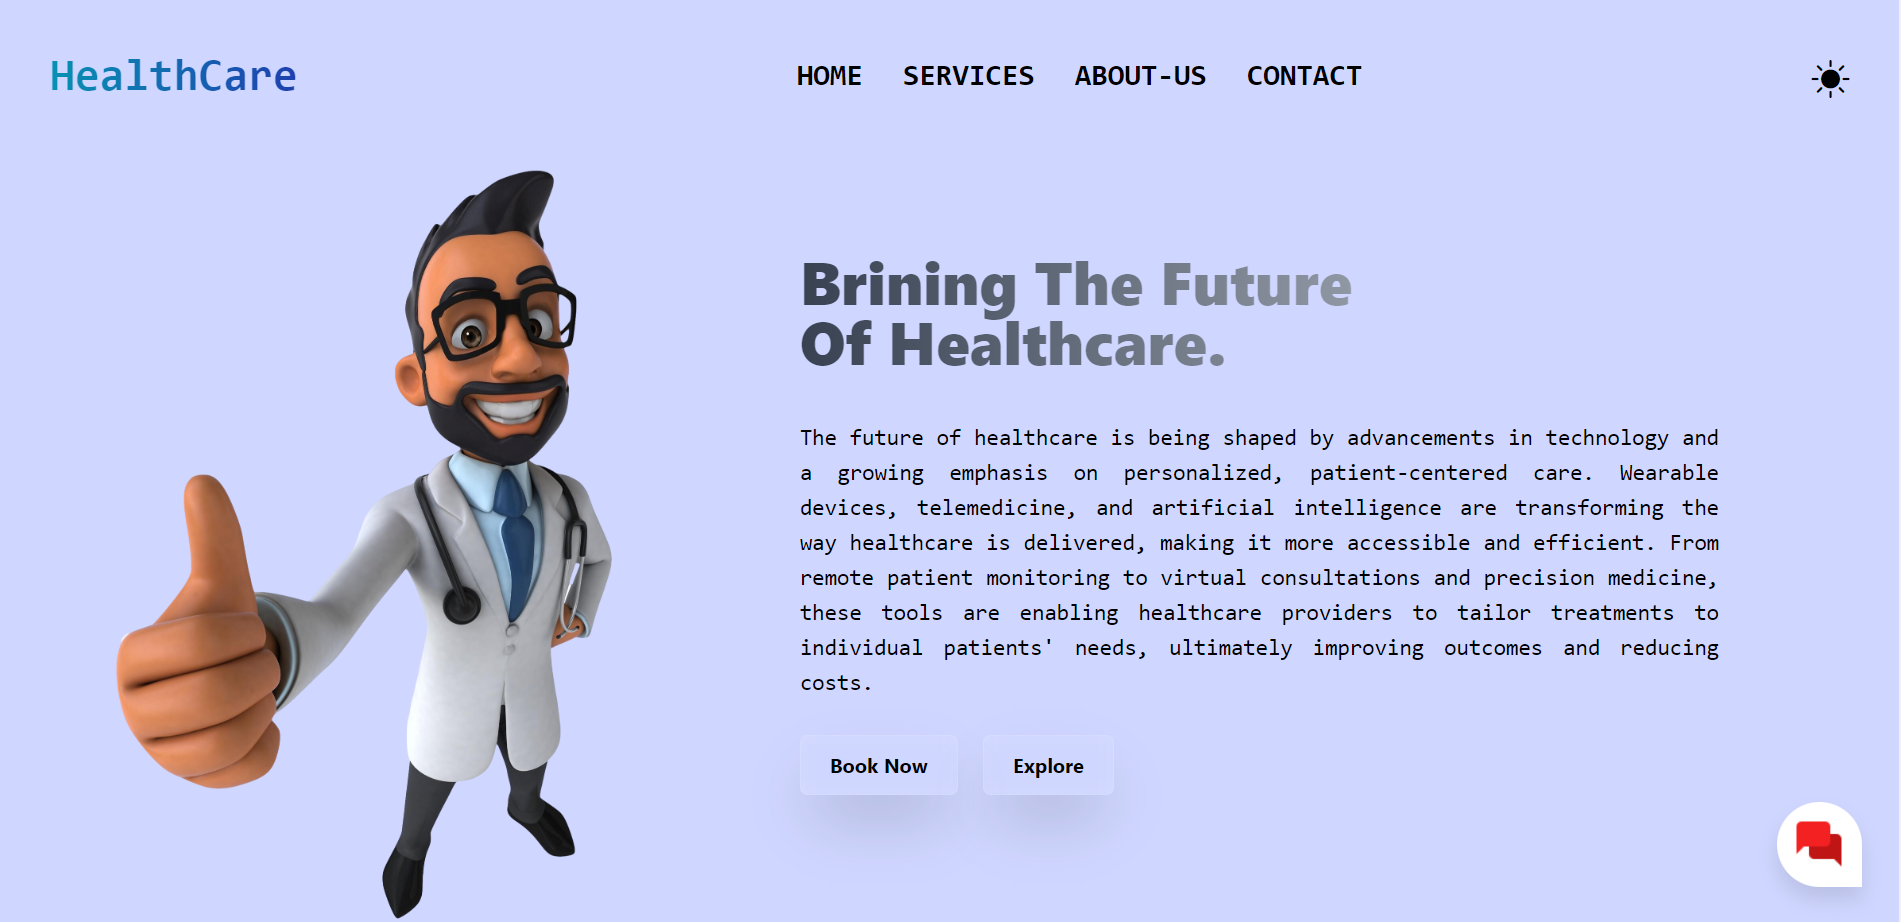 HealthCare
HOME SERVICES ABOUT-US CONTACT
Brining The Future
Of Healthcare.
The future of healthcare is being shaped by advancements in technology and
a growing emphasis on personalized, patient-centered care. Wearable
devices, telemedicine, and artificial intelligence are transforming the
way healthcare is delivered, making it more accessible and efficient. From
remote patient monitoring to virtual consultations and precision medicine,
these tools are enabling healthcare providers to tailor treatments to
individual patients' needs, ultimately improving outcomes and reducing
costs.
Book Now Explore